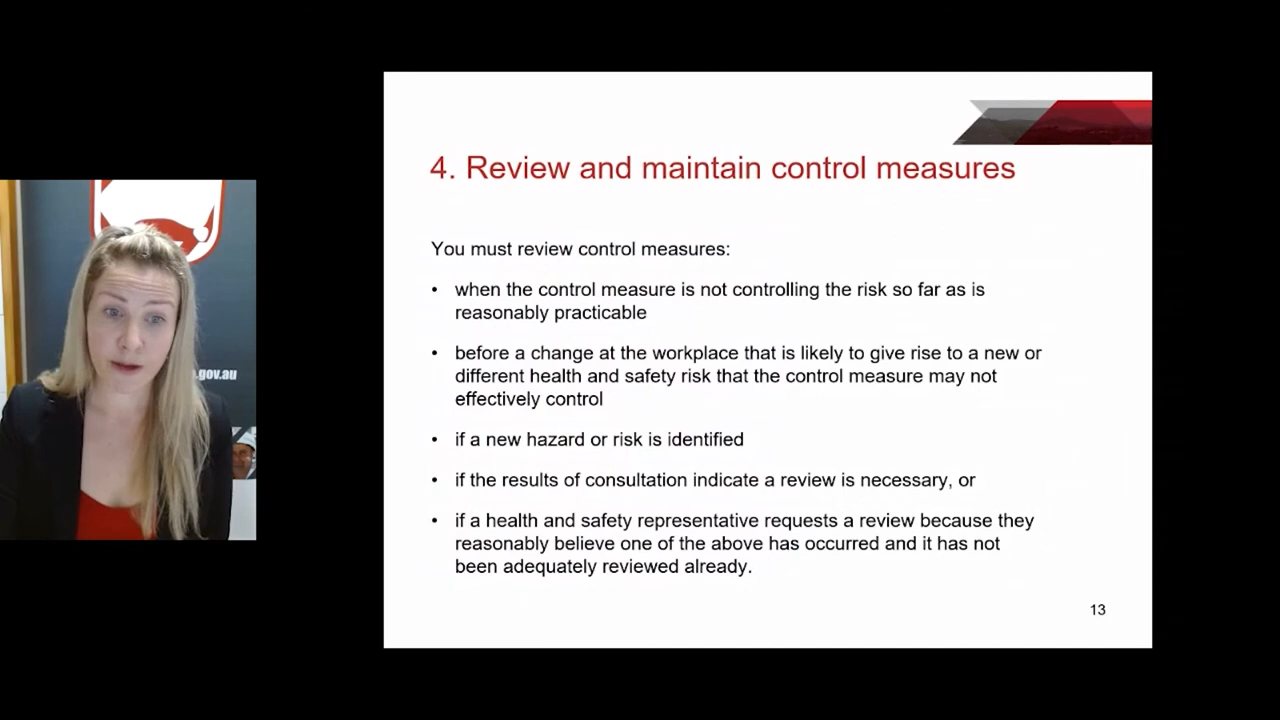 4. Review and maintain control measures
You must review control measures:
• when the control measure is not controlling the risk so far as is
reasonably practicable
• before a change at the workplace that is likely to give rise to a new or
different health and safety risk that the control measure may not
effectively control
• if a new hazard or risk is identified
• if the results of consultation indicate a review is necessary, or
• if a health and safety representative requests a review because they
reasonably believe one of the above has occurred and it has not
been adequately reviewed already.
13
.gov.au